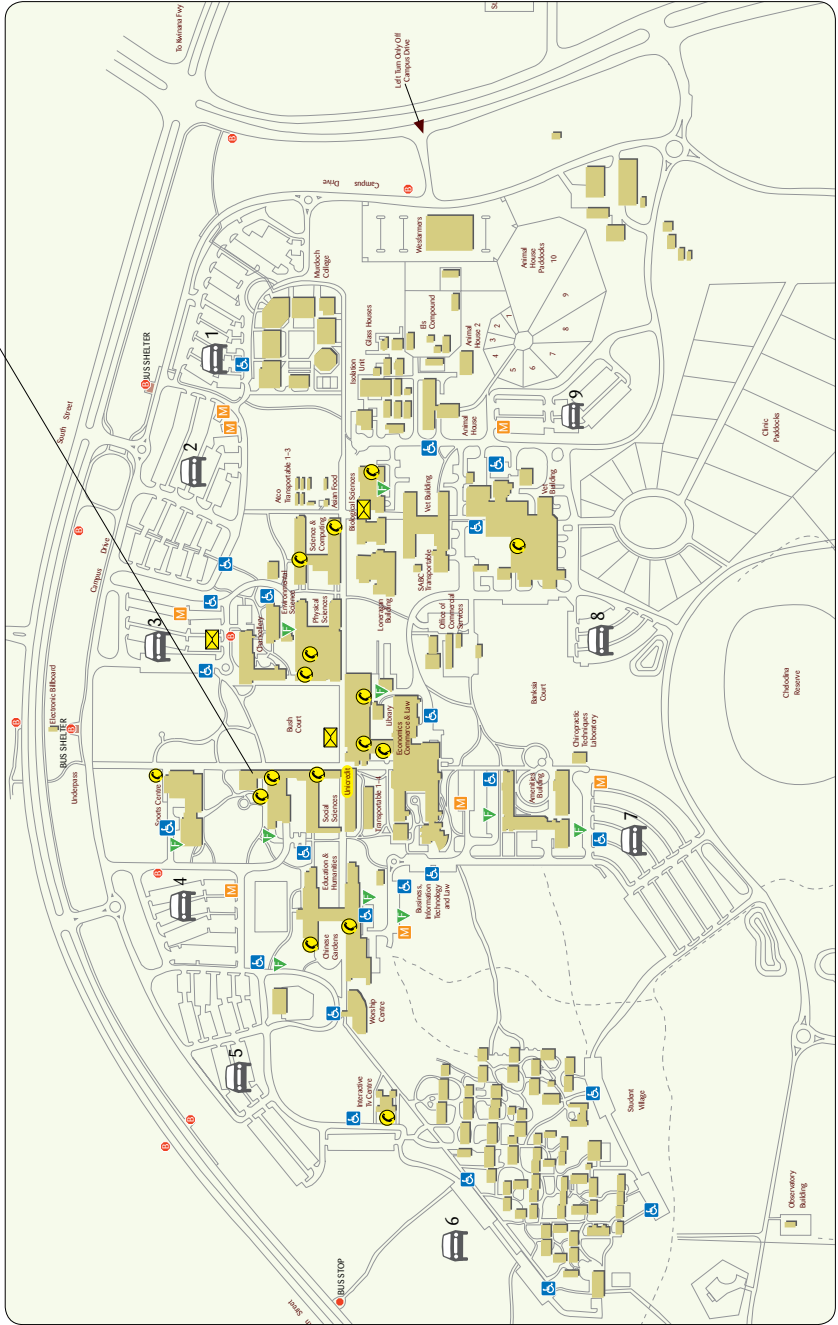 To Kwinana Fwy
Left Turn Only Off
Campus Drive
St
B
Campus
Drive
B
Wesfarmers
Murdoch
College
Animal
House
Paddocks
10
9
8
7
6
5
4
3
2
1
Glass Houses
Els
Compound
Animal
House 2
Isolation
Unit
Animal
House
1
BUS SHELTER
B
South
Street
M
M
2
M
9
Clinic
Paddocks
Atco
Transportable 1–3
Asian Food
Biological Sciences
F
Vet Building
Vet
Building
Science &
Computing
B
Campus
Drive
Environmental
Science
Physical
Sciences
F
Chancellery
Loneragan
Building
SABC
Transportable
Office of
Commercial
Services
M
3
B
8
Electronic Billboard
BUS SHELTER
B
B
Underpass
Bush
Court
Library
F
Economics
Commerce & Law
Banksia
Court
Chelodina
Reserve
Chiropractic
Techniques
Laboratory
Sports Centre
F
F
Social
Sciences
Unicredit
M
F
Amenities
Building
F
M
7
B
4
M
Education &
Humanities
F
Chinese
Gardens
F
F
M
Business,
Information
Technology
and Law
Worship
Centre
5
B
B
Interactive
Tv Centre
Student
Village
6
BUS STOP
Street
Observatory
Building